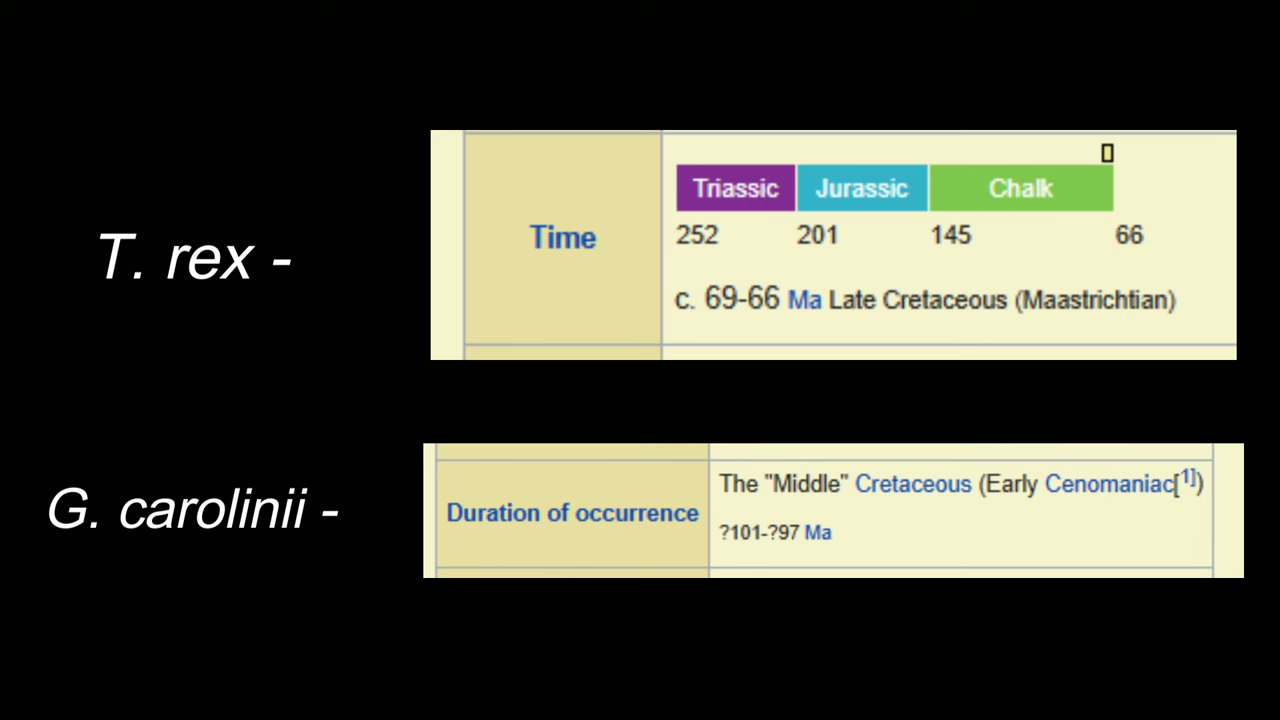 T. rex -
Time
Triassic Jurassic Chalk
252 201 145 66
c. 69-66 Ma Late Cretaceous (Maastrichtian)
G. carolinii -
Duration of occurrence
The "Middle" Cretaceous (Early Cenomaniac[1])
?101-?97 Ma